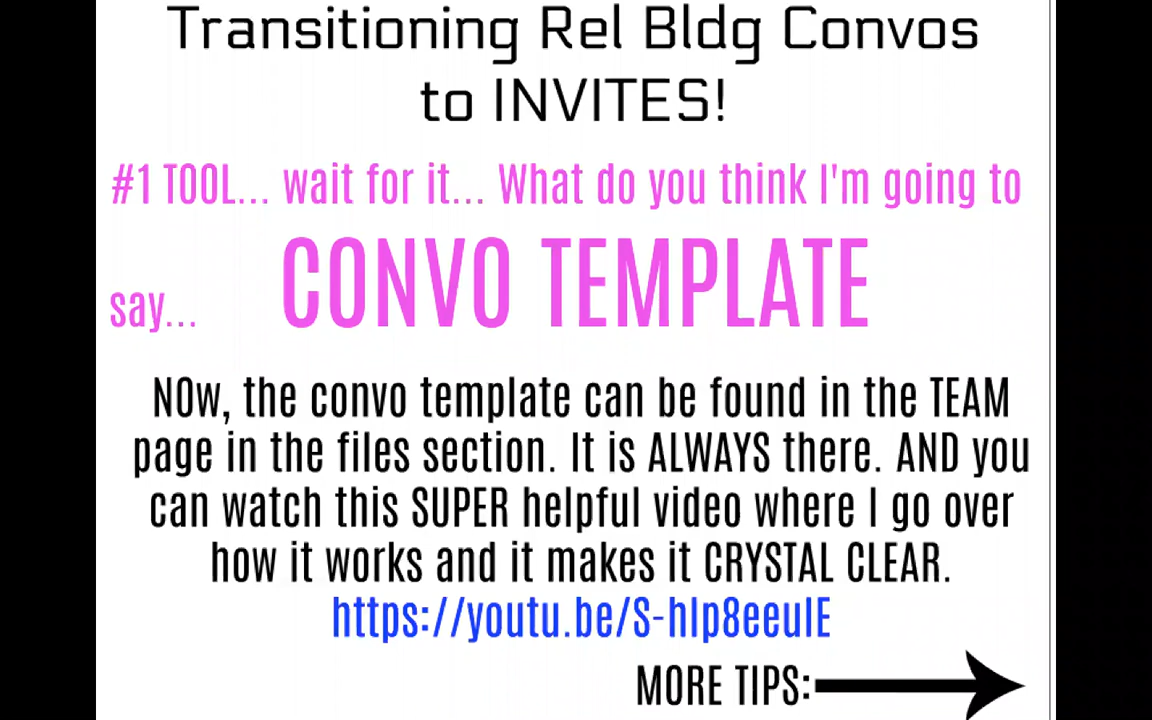 Transitioning Rel Bldg Convos
to INVITES!
#1 TOOL... wait for it... What do you think I'm going to
say... CONVO TEMPLATE
NOw, the convo template can be found in the TEAM
page in the files section. It is ALWAYS there. AND you
can watch this SUPER helpful video where I go over
how it works and it makes it CRYSTAL CLEAR.
https://youtu.be/S-hIp8eeuIE
MORE TIPS: